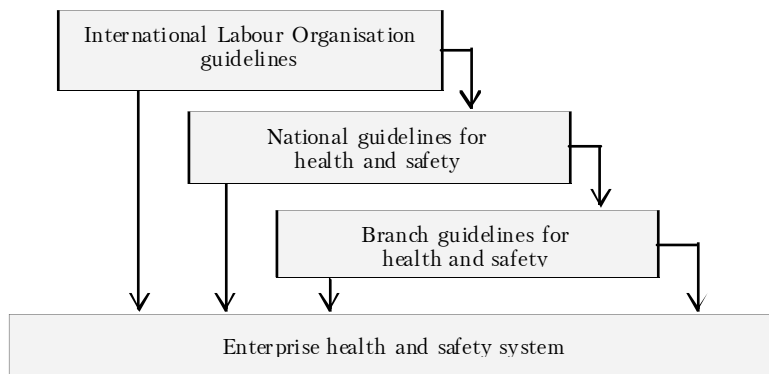 International Labour Organisation
guidelines
National guidelines for
health and safety
Branch guidelines for
health and safety
Enterprise health and safety system